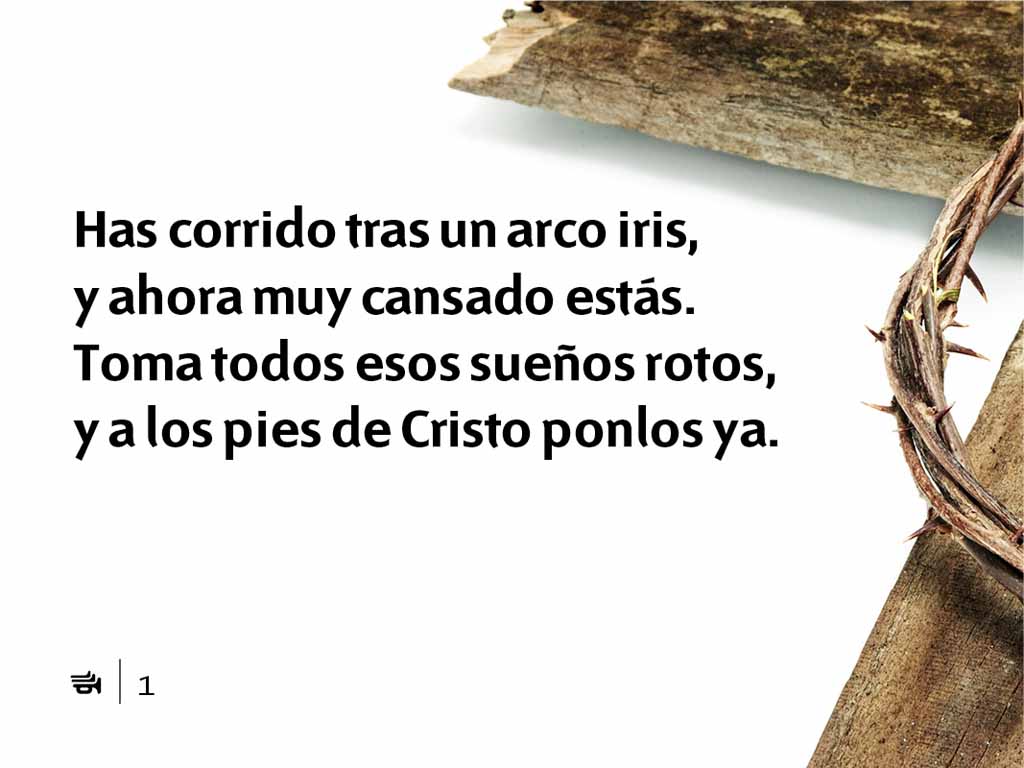 Has corrido tras un arco iris,
y ahora muy cansado estás.
Toma todos esos sueños rotos,
y a los pies de Cristo ponlos ya.
1